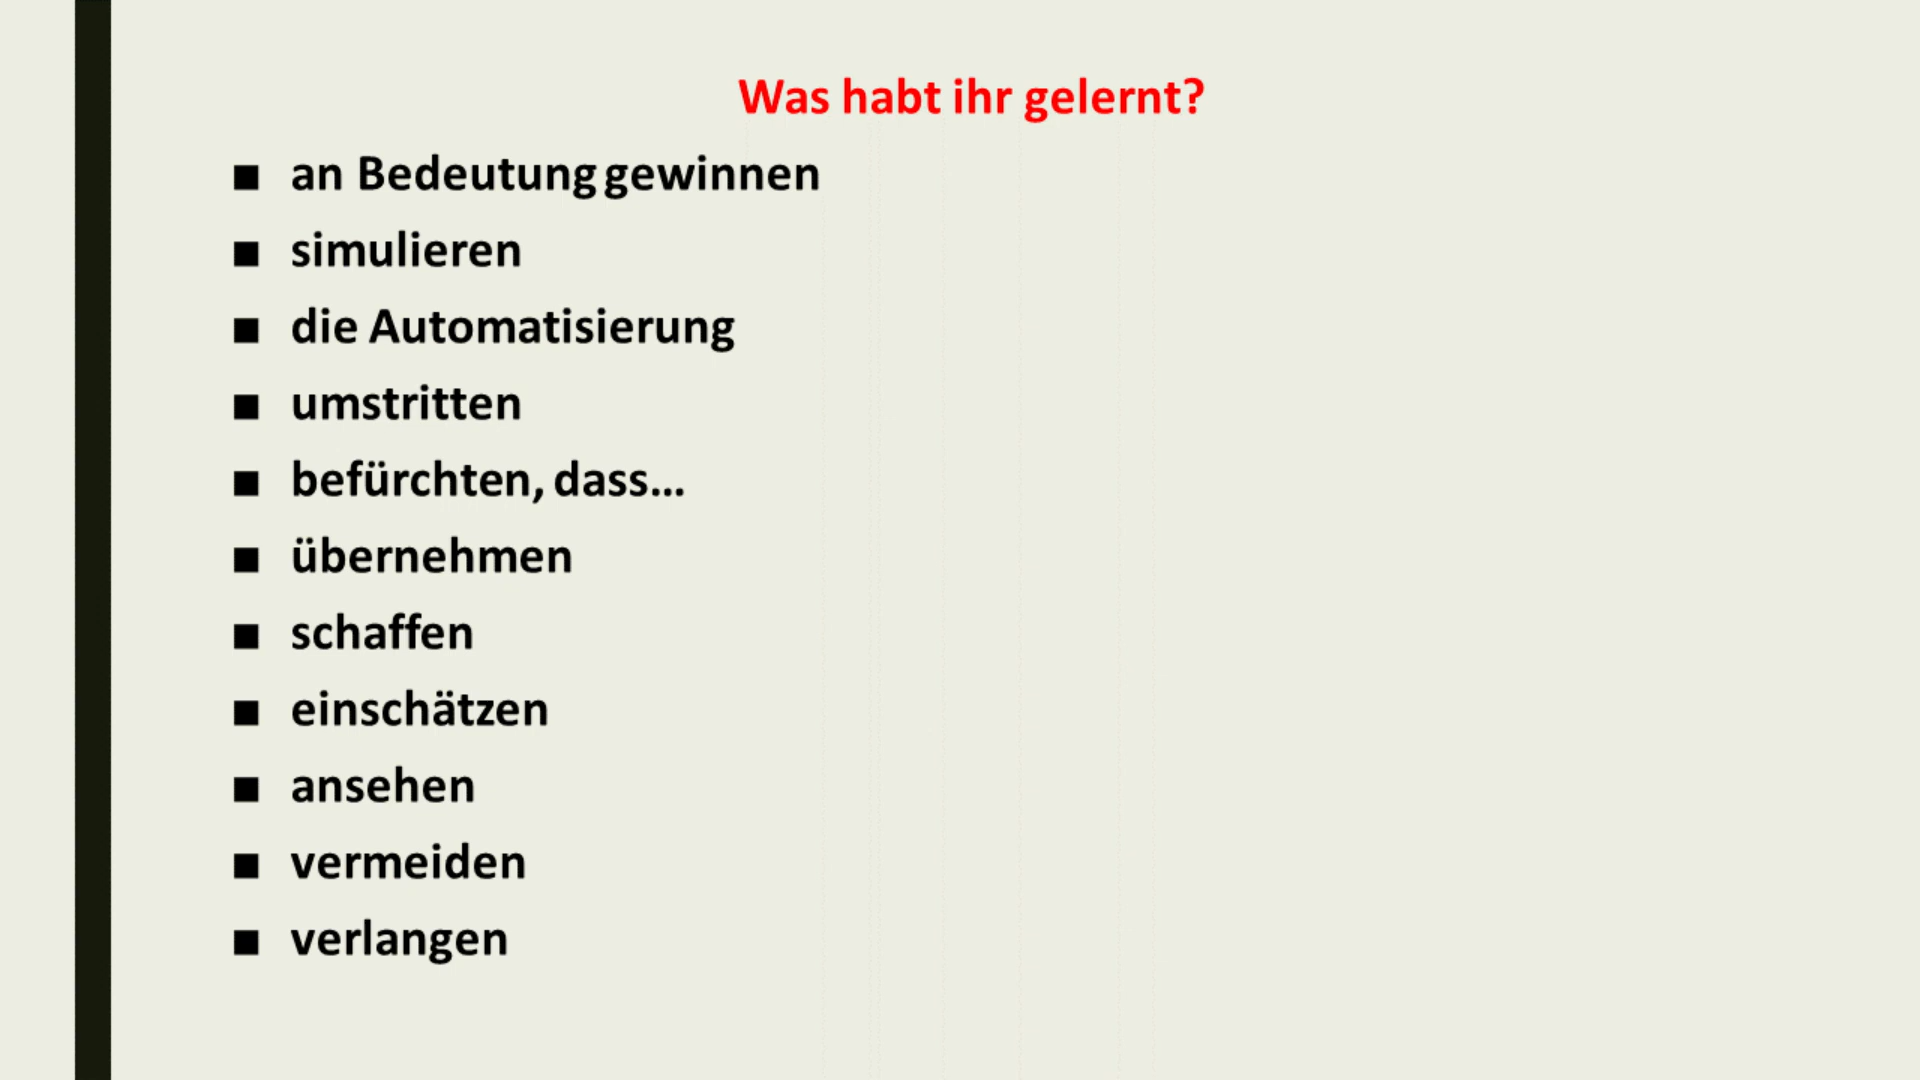 Was habt ihr gelernt?
■ an Bedeutung gewinnen
■ simulieren
■ die Automatisierung
■ umstritten
■ befürchten, dass...
■ übernehmen
■ schaffen
■ einschätzen
■ ansehen
■ vermeiden
■ verlangen